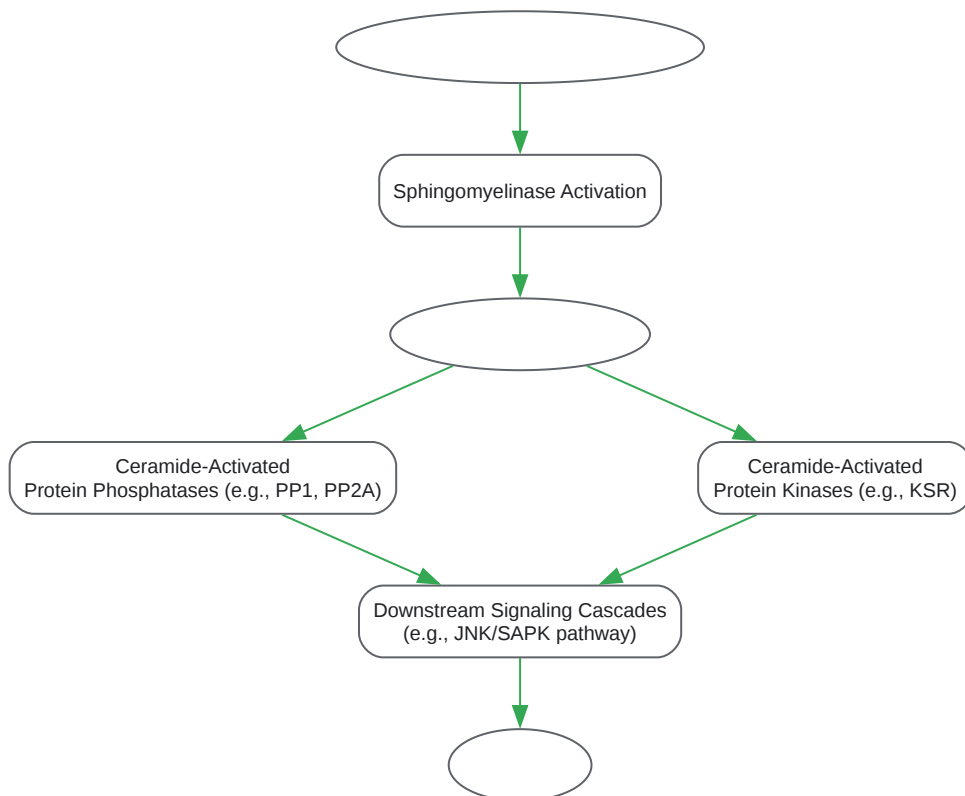 Sphingomyelinase Activation
Ceramide-Activated
Protein Phosphatases (e.g., PP1, PP2A)
Ceramide-Activated
Protein Kinases (e.g., KSR)
Downstream Signaling Cascades
(e.g., JNK/SAPK pathway)